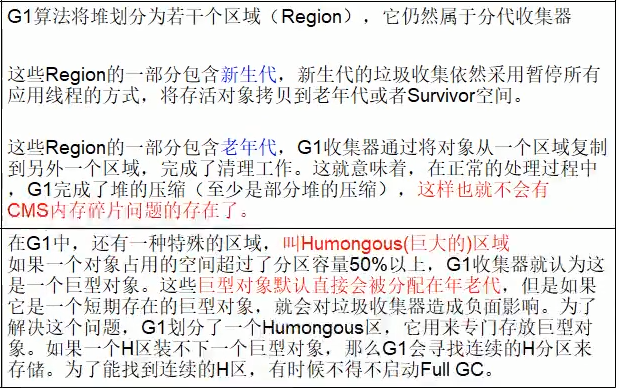 G1算法将堆划分为若干个区域（Region），它仍然属于分代收集器
这些Region的一部分包含新生代，新生代的垃圾收集依然采用暂停所有
应用线程的方式，将存活对象拷贝到老年代或者Survivor空间。
这些Region的一部分包含老年代，G1收集器通过将对象从一个区域复制
到另外一个区域，完成了清理工作。这就意味着，在正常的处理过程中
，G1完成了堆的压缩（至少是部分堆的压缩），这样也就不会有
CMS内存碎片问题的存在了。
在G1中，还有一种特殊的区域，叫Humongous(巨大的)区域
如果一个对象占用的空间超过了分区容量50%以上，G1收集器就认为这
是一个巨型对象。这些巨型对象默认直接会被分配在年老代，但是如果
它是一个短期存在的巨型对象，就会对垃圾收集器造成负面影响。为了
解决这个问题，G1划分了一个Humongous区，它用来专门存放巨型对
象。如果一个H区装不下一个巨型对象，那么G1会寻找连续的H分区来
存储。为了能找到连续的H区，有时候不得不启动Full GC。